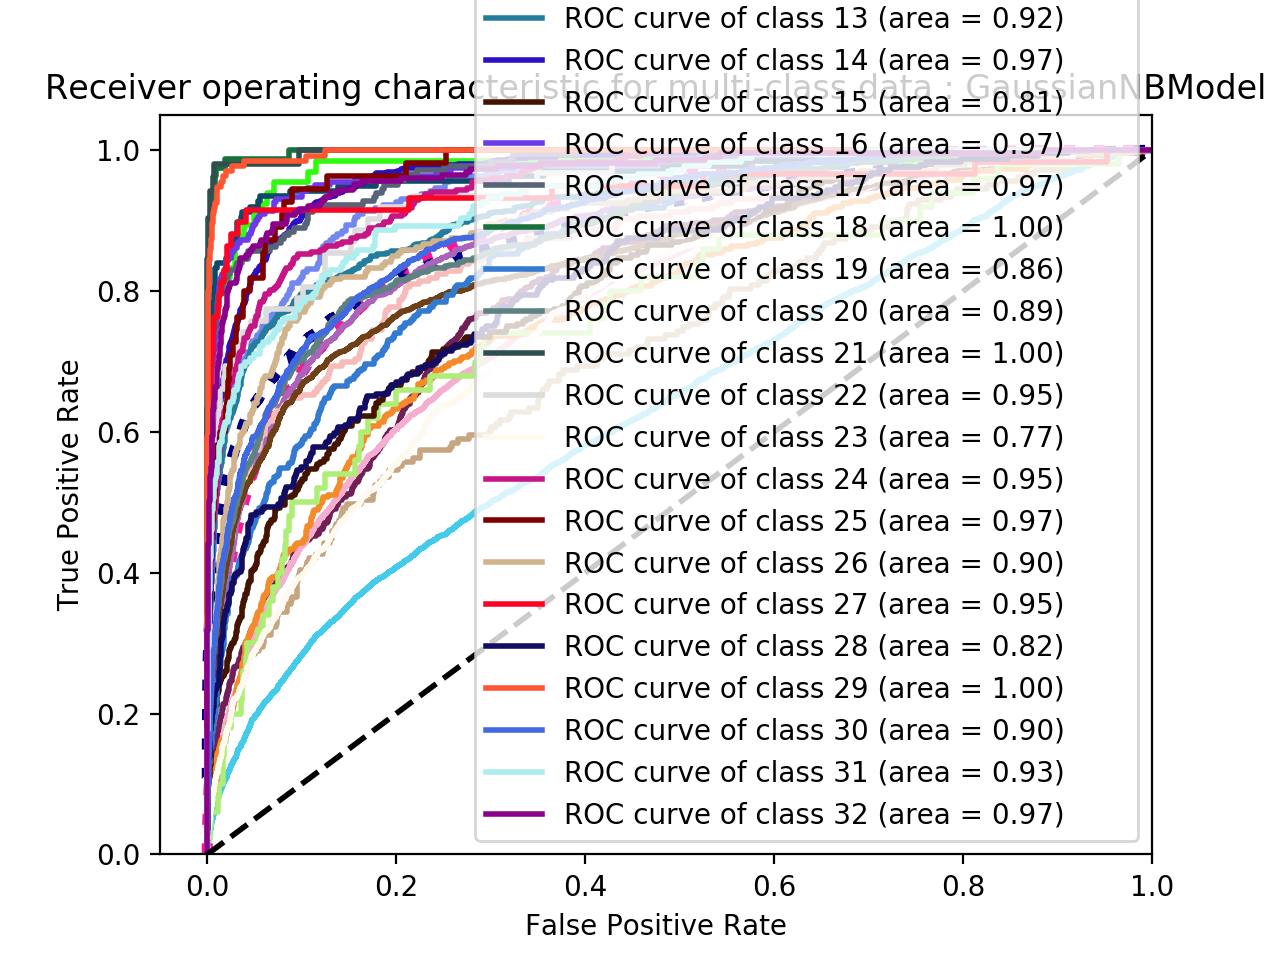 ROC curve of class 13 (area = 0.92)
ROC curve of class 14 (area = 0.97)
Receiver operating characteristic for multi-class data : GaussianNBModel
ROC curve of class 15 (area = 0.81)
ROC curve of class 16 (area = 0.97)
ROC curve of class 17 (area = 0.97)
ROC curve of class 18 (area = 1.00)
ROC curve of class 19 (area = 0.86)
ROC curve of class 20 (area = 0.89)
ROC curve of class 21 (area = 1.00)
ROC curve of class 22 (area = 0.95)
ROC curve of class 23 (area = 0.77)
ROC curve of class 24 (area = 0.95)
ROC curve of class 25 (area = 0.97)
ROC curve of class 26 (area = 0.90)
ROC curve of class 27 (area = 0.95)
ROC curve of class 28 (area = 0.82)
ROC curve of class 29 (area = 1.00)
ROC curve of class 30 (area = 0.90)
ROC curve of class 31 (area = 0.93)
ROC curve of class 32 (area = 0.97)
True Positive Rate
1.0
0.8
0.6
0.4
0.2
0.0
0.0 0.2 0.4 0.6 0.8 1.0
False Positive Rate